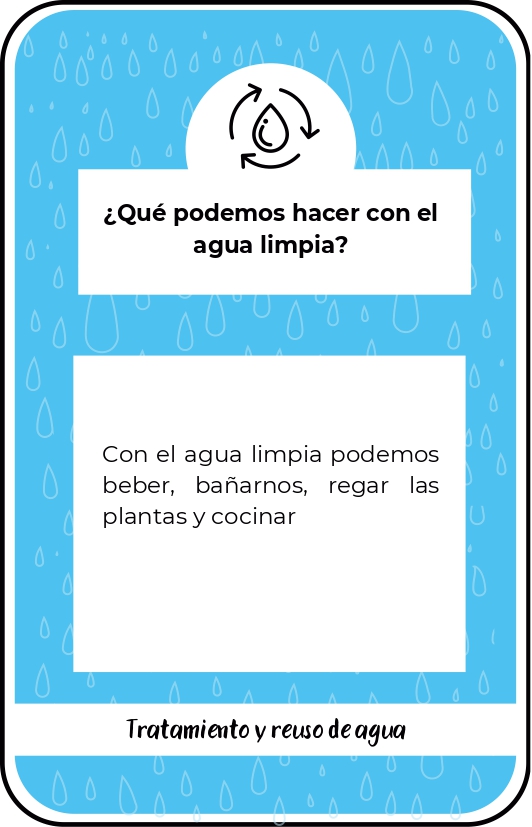 ¿Qué podemos hacer con el
agua limpia?
Con el agua limpia podemos
beber, bañarnos, regar las
plantas y cocinar
Tratamiento y reuso de agua